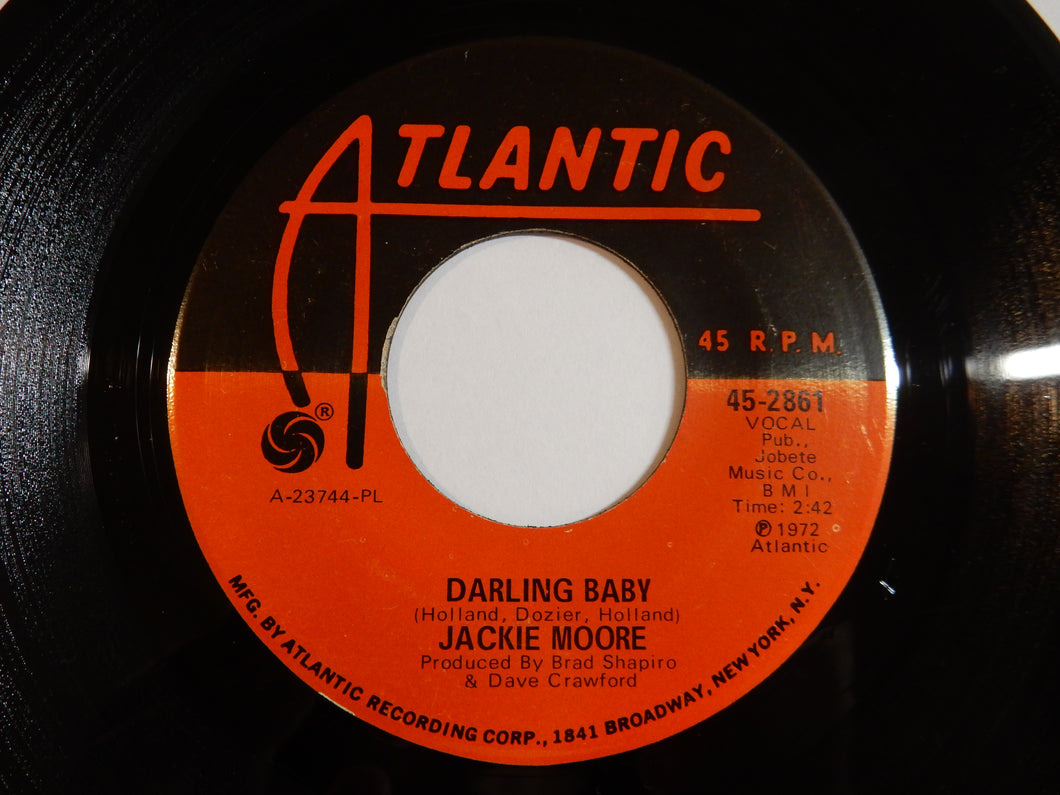 ATLANTIC
45 R.P.M.
45-2861
VOCAL
Pub.,
Jobete
Music Co.,
BMI
Time: 2:42
℗ 1972
Atlantic
®
A-23744-PL
DARLING BABY
(Holland, Dozier, Holland)
JACKIE MOORE
Produced By Brad Shapiro
& Dave Crawford
MFG. BY ATLANTIC RECORDING CORP., 1841 BROADWAY, NEW YORK, N.Y.